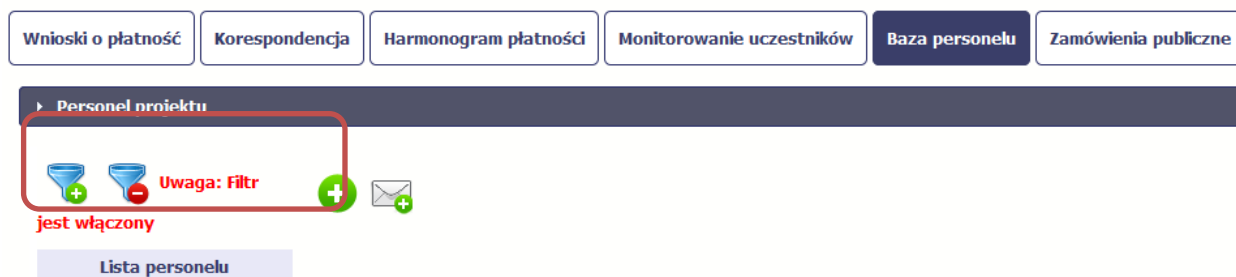 Wnioski o płatność Korespondencja Harmonogram płatności Monitorowanie uczestników Baza personelu Zamówienia publiczne
Personel projektu
Uwaga: Filtr
jest włączony
Lista personelu